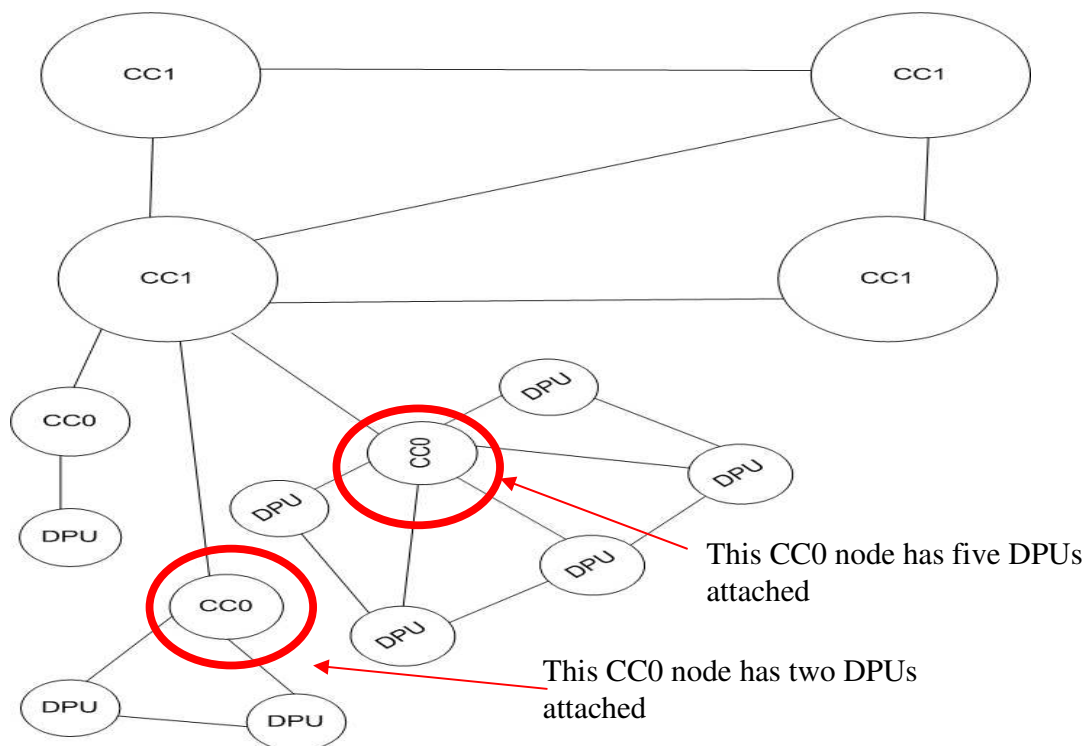 CC1
CC1
CC1
CC1
DPU
CC0
CC0
DPU
DPU
DPU
DPU
This CC0 node has five DPUs
attached
CC0
DPU
This CC0 node has two DPUs
attached
DPU
DPU